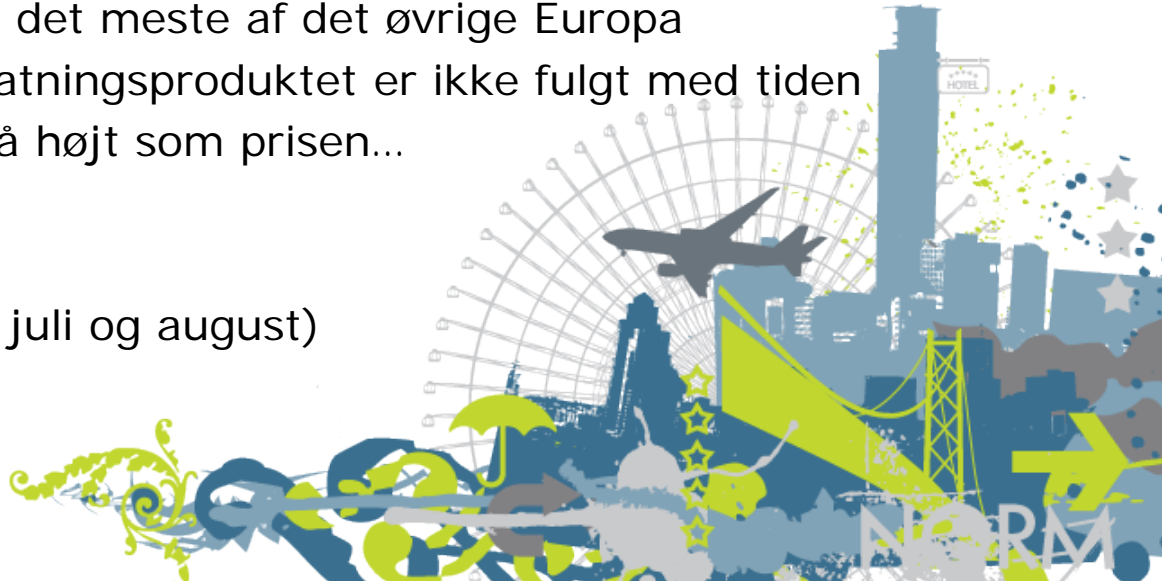 det meste af det øvrige Europa
atningsproduktet er ikke fulgt med tiden
å højt som prisen...
juli og august)
HOTEL
NORM